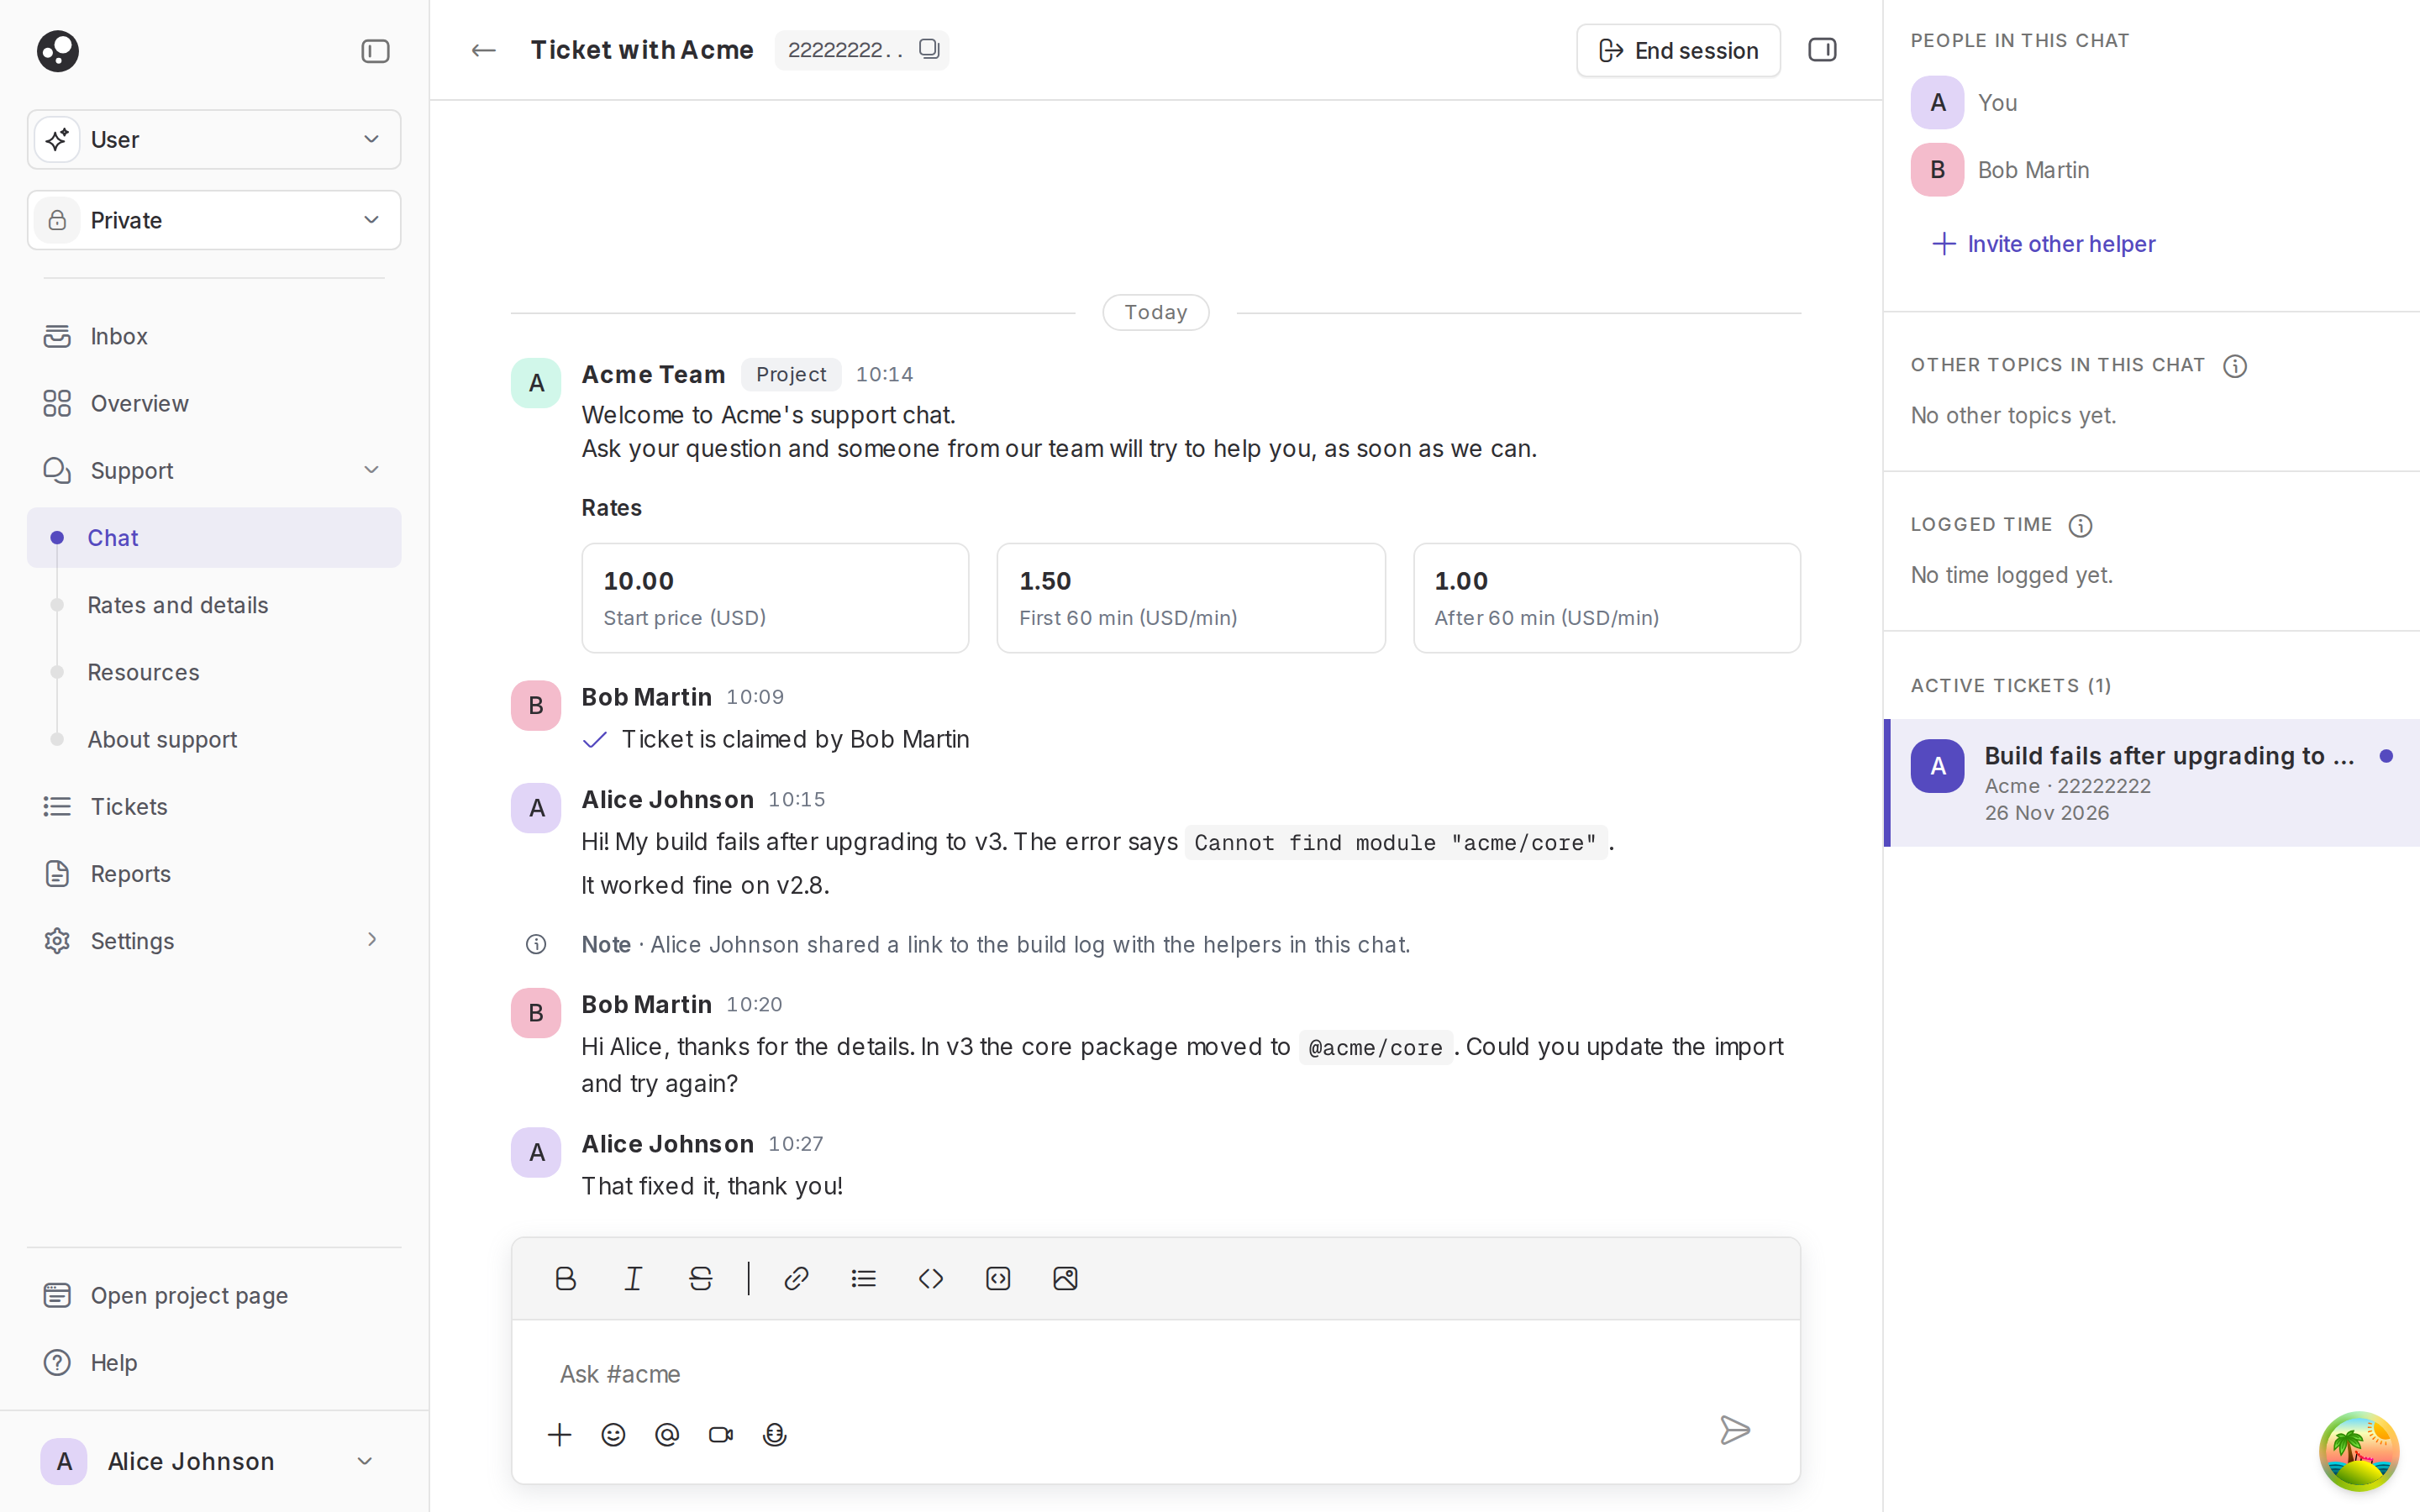 User
Private
Inbox
Overview
Support
Chat
Rates and details
Resources
About support
Tickets
Reports
Settings
Open project page
Help
A Alice Johnson
Ticket with Acme 22222222..
End session
Today
A Acme Team Project 10:14
Welcome to Acme's support chat.
Ask your question and someone from our team will try to help you, as soon as we can.
Rates
10.00
Start price (USD)
1.50
First 60 min (USD/min)
1.00
After 60 min (USD/min)
B Bob Martin 10:09
Ticket is claimed by Bob Martin
A Alice Johnson 10:15
Hi! My build fails after upgrading to v3. The error says Cannot find module "acme/core".
It worked fine on v2.8.
Note · Alice Johnson shared a link to the build log with the helpers in this chat.
B Bob Martin 10:20
Hi Alice, thanks for the details. In v3 the core package moved to @acme/core. Could you update the import
and try again?
A Alice Johnson 10:27
That fixed it, thank you!
Ask #acme
PEOPLE IN THIS CHAT
A You
B Bob Martin
Invite other helper
OTHER TOPICS IN THIS CHAT
No other topics yet.
LOGGED TIME
No time logged yet.
ACTIVE TICKETS (1)
A Build fails after upgrading to ...
Acme · 22222222
26 Nov 2026